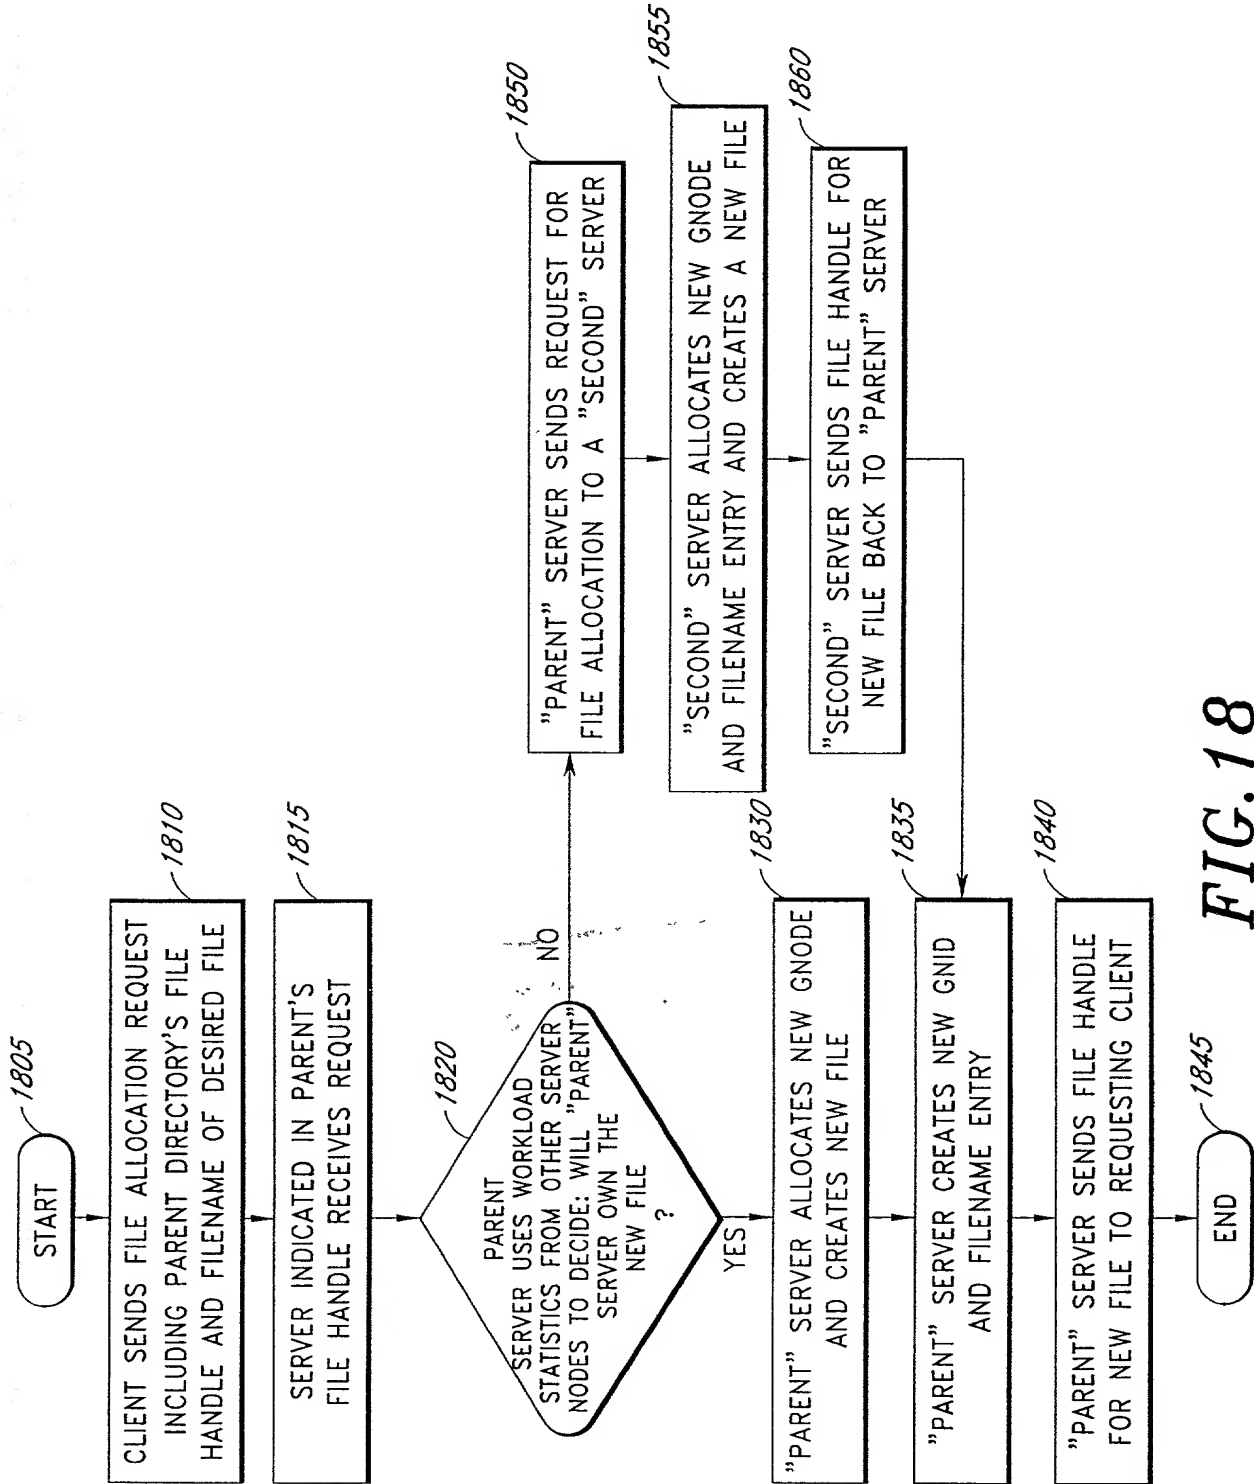 1805
START
1810
CLIENT SENDS FILE ALLOCATION REQUEST
INCLUDING PARENT DIRECTORY'S FILE
HANDLE AND FILENAME OF DESIRED FILE
1815
SERVER INDICATED IN PARENT'S
FILE HANDLE RECEIVES REQUEST
1820
PARENT
SERVER USES WORKLOAD
STATISTICS FROM OTHER SERVER
NODES TO DECIDE: WILL "PARENT"
SERVER OWN THE
NEW FILE
?
NO
YES
1830
"PARENT" SERVER ALLOCATES NEW GNODE
AND CREATES NEW FILE
1835
"PARENT" SERVER CREATES NEW GNID
AND FILENAME ENTRY
1840
"PARENT" SERVER SENDS FILE HANDLE
FOR NEW FILE TO REQUESTING CLIENT
1845
END
1850
"PARENT" SERVER SENDS REQUEST FOR
FILE ALLOCATION TO A "SECOND" SERVER
1855
"SECOND" SERVER ALLOCATES NEW GNODE
AND FILENAME ENTRY AND CREATES A NEW FILE
1860
"SECOND" SERVER SENDS FILE HANDLE FOR
NEW FILE BACK TO "PARENT" SERVER
FIG.18